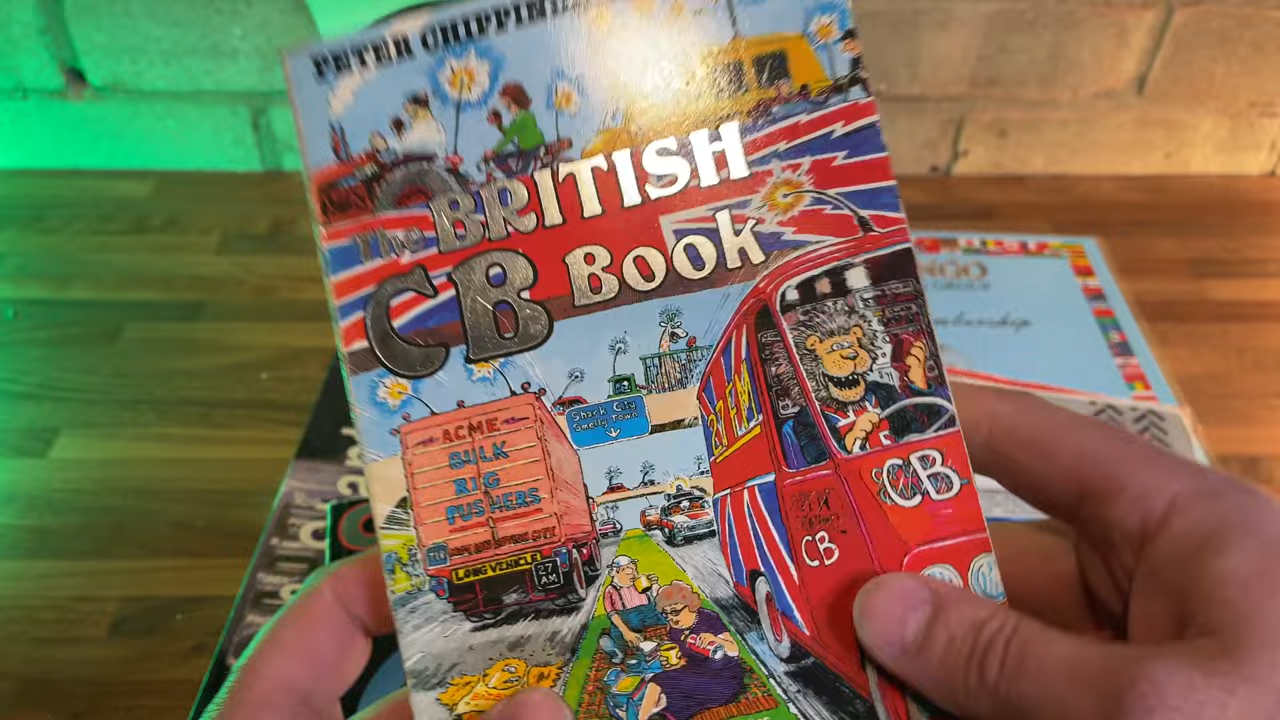 PETER CHIPPINDALE
The BRITISH
CB BOOK
Shark City
Smelly Town
ACME
BULK
RIG
PUSHERS
LONG VEHICLE
27
AM
27 FM
CB
CB